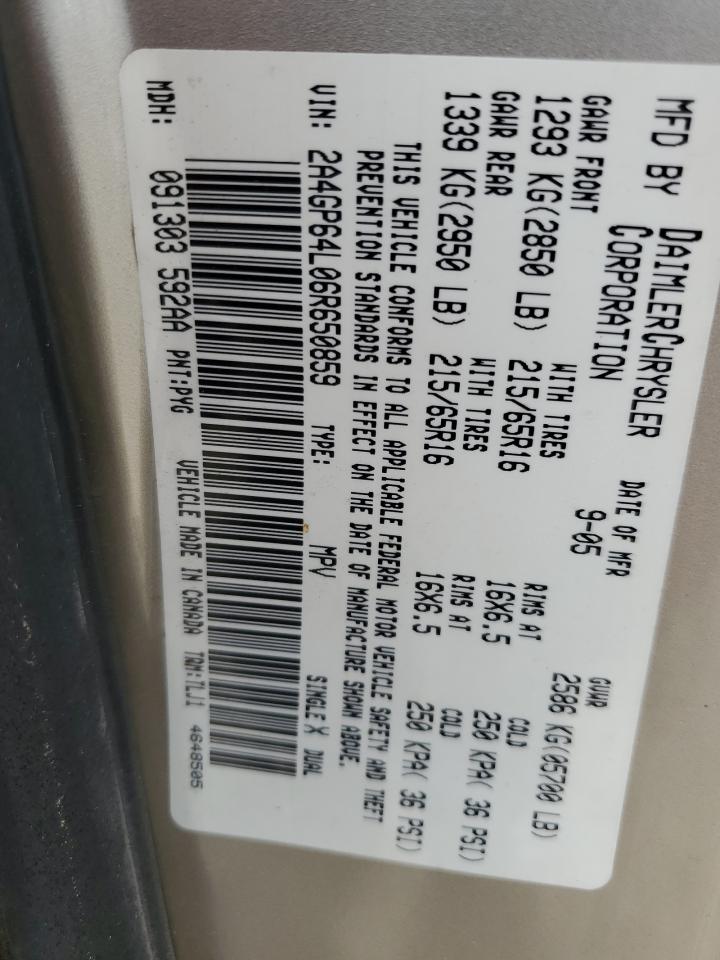 MFD BY DAIMLERCHRYSLER CORPORATION DATE OF MFR 9-05 GVWR 2586 KG(05700 LB)
GAWR FRONT WITH TIRES RIMS AT COLD
1293 KG(2850 LB) 215/65R16 16X6.5 250 KPA( 36 PSI)
GAWR REAR WITH TIRES RIMS AT COLD
1339 KG(2950 LB) 215/65R16 16X6.5 250 KPA( 36 PSI)
THIS VEHICLE CONFORMS TO ALL APPLICABLE FEDERAL MOTOR VEHICLE SAFETY AND THEFT
PREVENTION STANDARDS IN EFFECT ON THE DATE OF MANUFACTURE SHOWN ABOVE.
VIN: 2A4GP64L06R650859 TYPE: MPV SINGLE X DUAL
MDH: 091303 592AA PNT:PYG VEHICLE MADE IN CANADA TRM:7LJ1 4648505